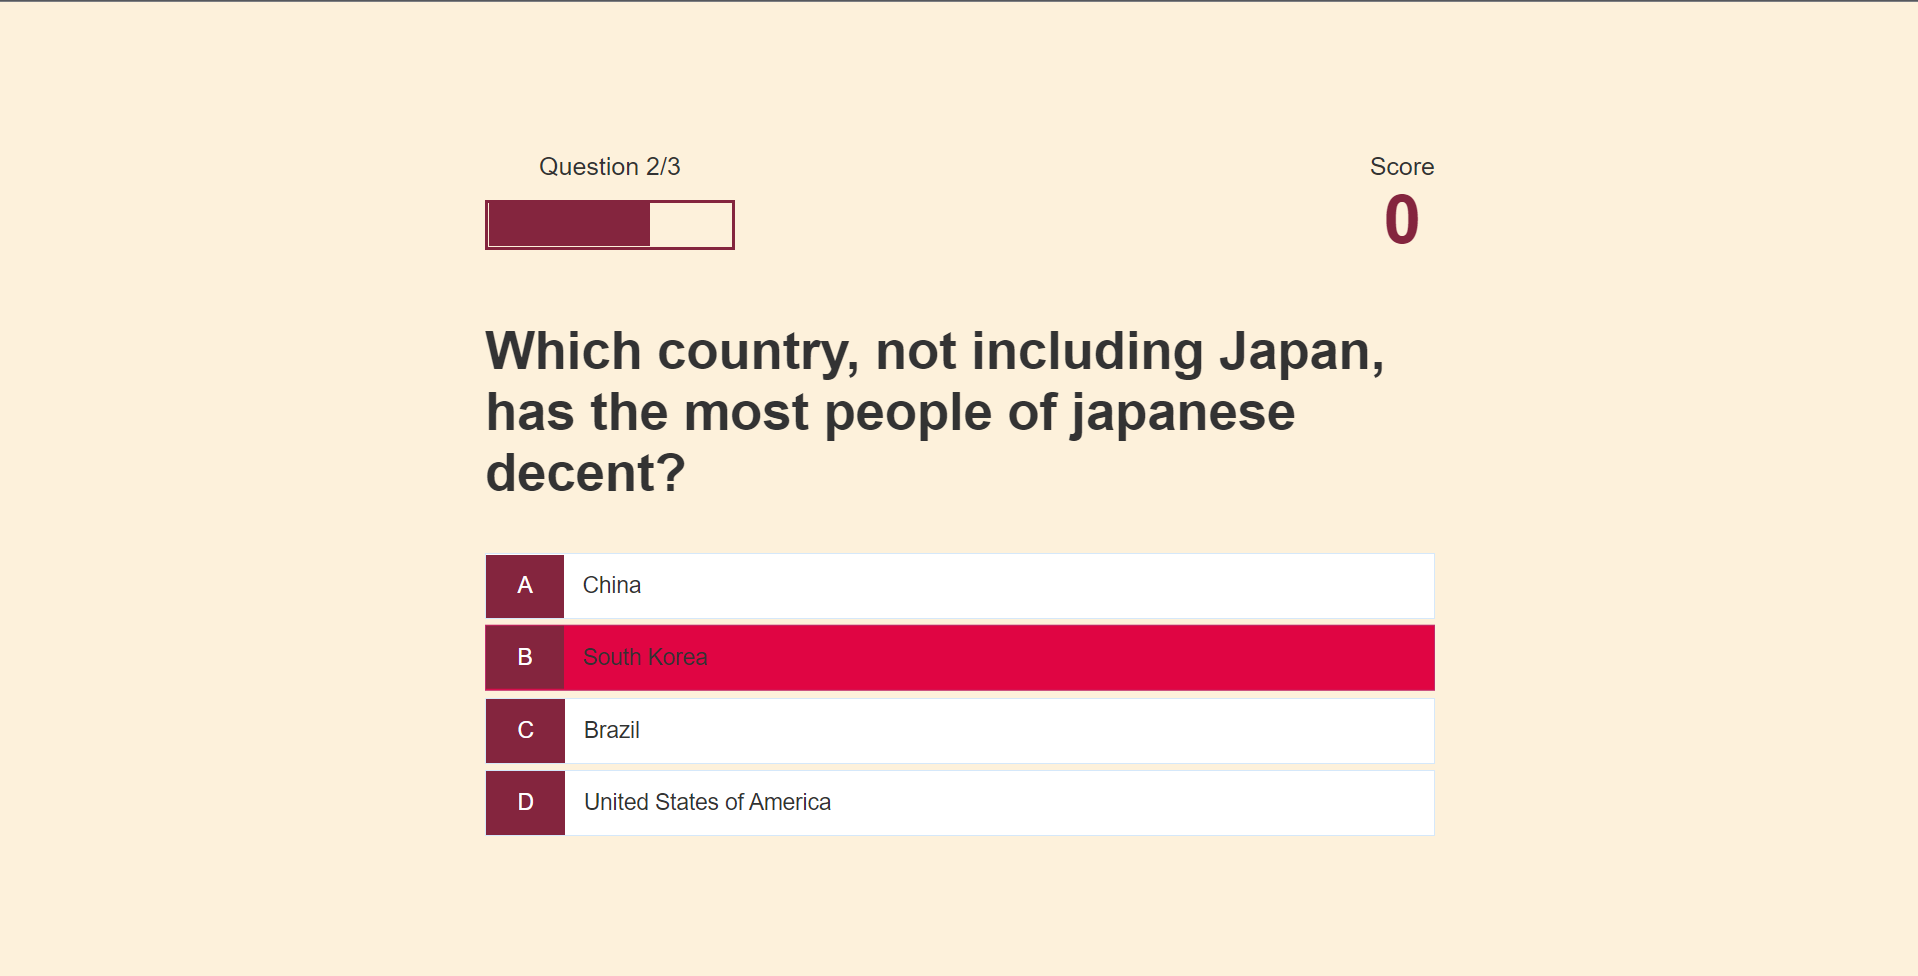 Question 2/3
Score
0
Which country, not including Japan,
has the most people of japanese
decent?
A China
B South Korea
C Brazil
D United States of America